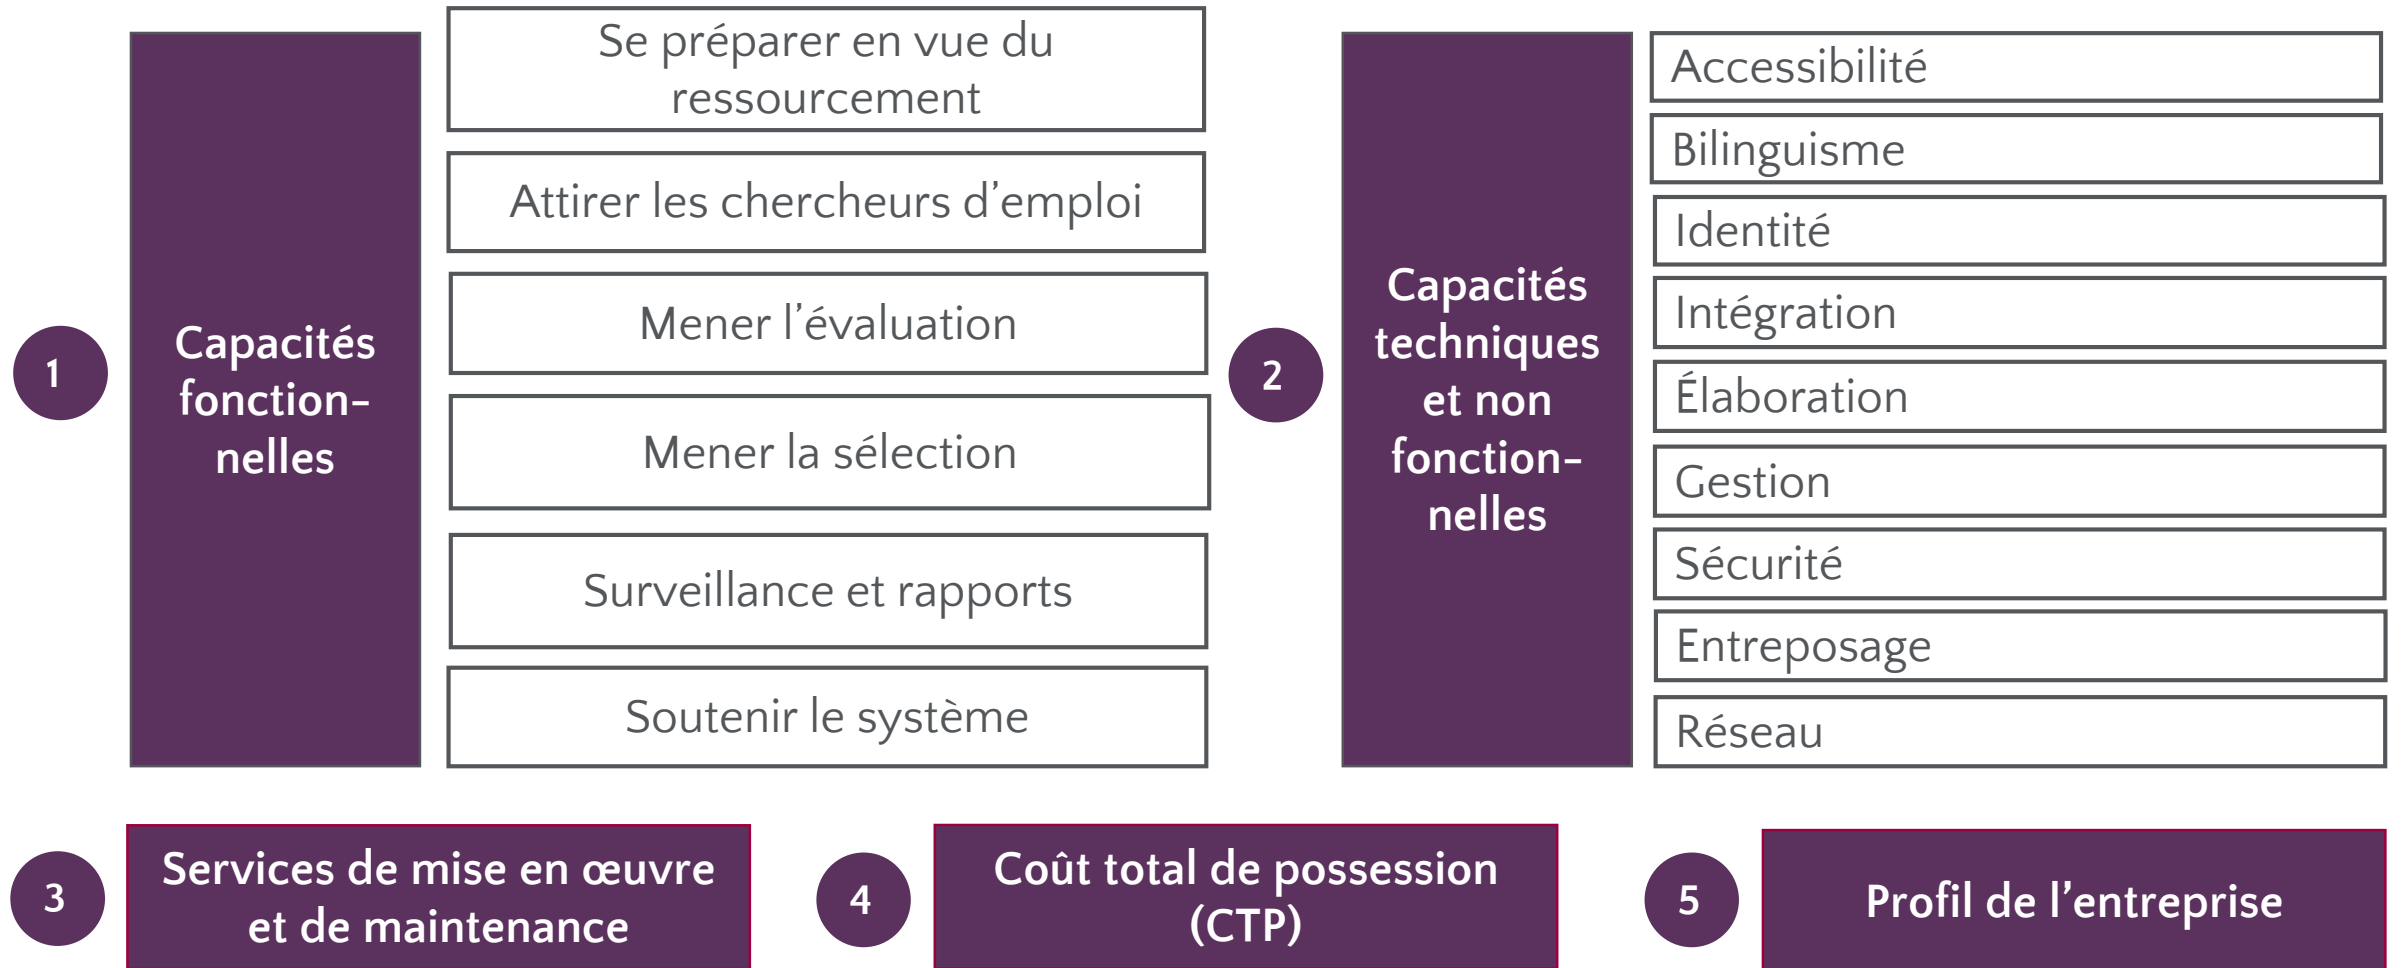 1
Capacités
fonction-
nelles
Se préparer en vue du
ressourcement
Attirer les chercheurs d’emploi
Mener l’évaluation
Mener la sélection
Surveillance et rapports
Soutenir le système
2
Capacités
techniques
et non
fonction-
nelles
Accessibilité
Bilinguisme
Identité
Intégration
Élaboration
Gestion
Sécurité
Entreposage
Réseau
3
Services de mise en œuvre
et de maintenance
4
Coût total de possession
(CTP)
5
Profil de l’entreprise